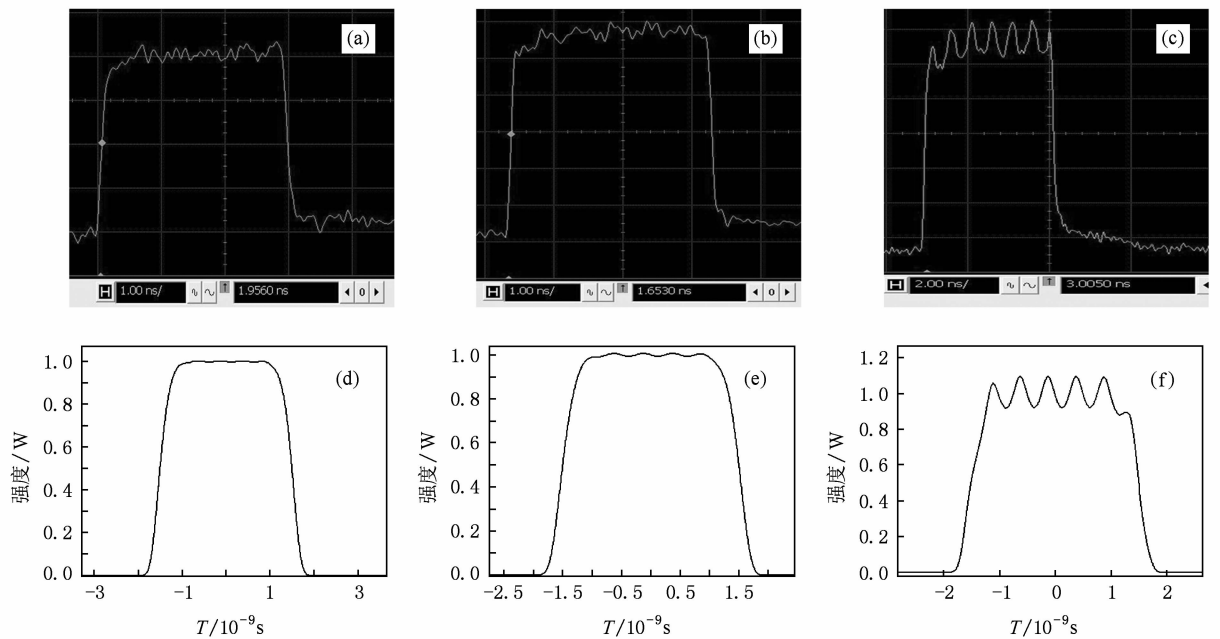 (a)
(b)
(c)
H 1.00 ns/ 1.9560 ns 0
H 1.00 ns/ 1.6530 ns 0
H 2.00 ns/ 3.0050 ns
(d)
1.0
0.8
0.6
0.4
0.2
0.0
强度/W
-3 -1 1 3
T/10⁻⁹s
(e)
1.0
0.8
0.6
0.4
0.2
0.0
强度/W
-2.5 -1.5 -0.5 0.5 1.5
T/10⁻⁹s
(f)
1.2
1.0
0.8
0.6
0.4
0.2
0.0
强度/W
-2 -1 0 1 2
T/10⁻⁹s